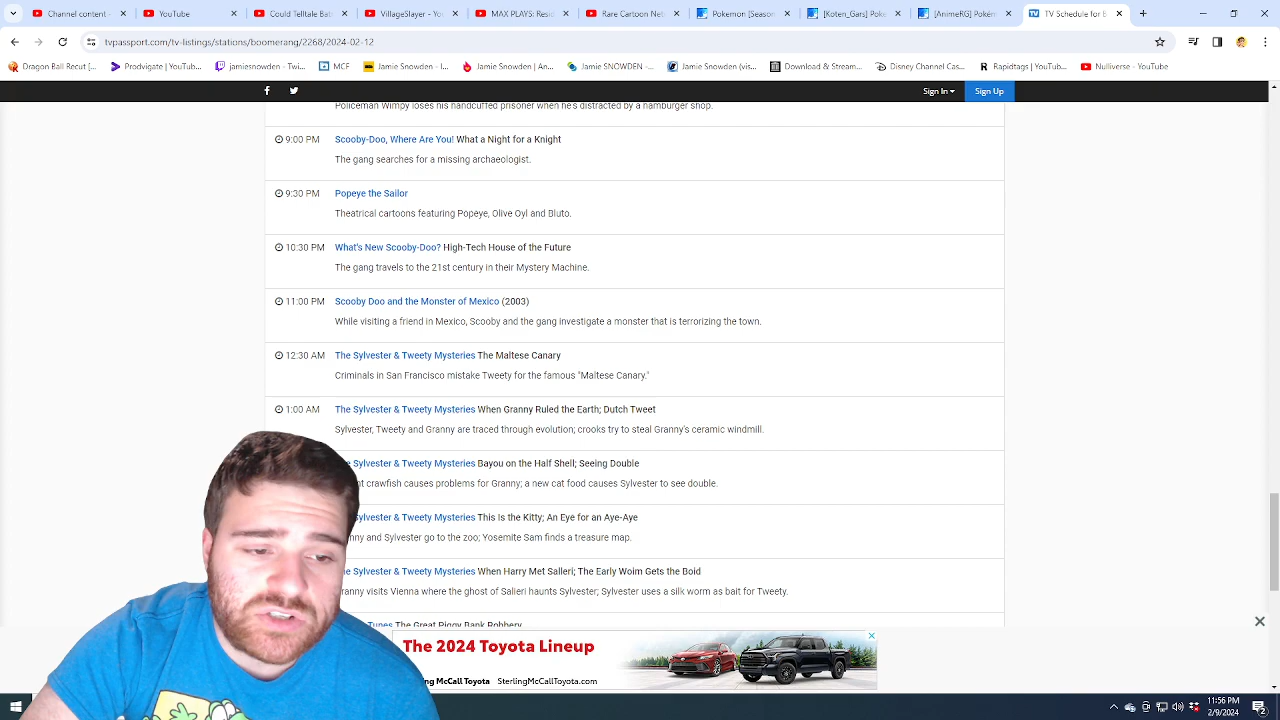 Cartoon Content
YouTube
Could Telltale Be
VillageSlayer -
MAX PLAYS: Resid
Rare Cartoon Net
Pokemon [Season
[KotenGars] Poké
[AnimeRG] Pokém
TV Schedule for B
tvpassport.com/tv-listings/stations/boomerang/2268/2024-02-12
Dragon Ball Recut [...
Prodvigate | YouTub...
jamiesnowden - Twi...
MCF
Jamie Snowden – I...
Jamie Snowden | An...
Jamie SNOWDEN ...
Jamie Snowden (vis...
Download & Stream...
Disney Channel Cas...
Rapidtags | YouTub...
Nulliverse - YouTube
Sign In
Sign Up
Policeman Wimpy loses his handcuffed prisoner when he's distracted by a hamburger shop.
9:00 PM Scooby-Doo, Where Are You! What a Night for a Knight
The gang searches for a missing archaeologist.
9:30 PM Popeye the Sailor
Theatrical cartoons featuring Popeye, Olive Oyl and Bluto.
10:30 PM What's New Scooby-Doo? High-Tech House of the Future
The gang travels to the 21st century in their Mystery Machine.
11:00 PM Scooby Doo and the Monster of Mexico (2003)
While visiting a friend in Mexico, Scooby and the gang investigate a monster that is terrorizing the town.
12:30 AM The Sylvester & Tweety Mysteries The Maltese Canary
Criminals in San Francisco mistake Tweety for the famous "Maltese Canary."
1:00 AM The Sylvester & Tweety Mysteries When Granny Ruled the Earth; Dutch Tweet
Sylvester, Tweety and Granny are traced through evolution; crooks try to steal Granny's ceramic windmill.
Sylvester & Tweety Mysteries Bayou on the Half Shell; Seeing Double
crawfish causes problems for Granny; a new cat food causes Sylvester to see double.
Sylvester & Tweety Mysteries This Is the Kitty; An Eye for an Aye-Aye
and Sylvester go to the zoo; Yosemite Sam finds a treasure map.
Sylvester & Tweety Mysteries When Harry Met Salleri; The Early Woim Gets the Boid
visits Vienna where the ghost of Salieri haunts Sylvester; Sylvester uses a silk worm as bait for Tweety.
Tunes The Great Piggy Bank Robbery
The 2024 Toyota Lineup
McCall Toyota SterlingMcCallToyota.com
11:56 PM
2/9/2024